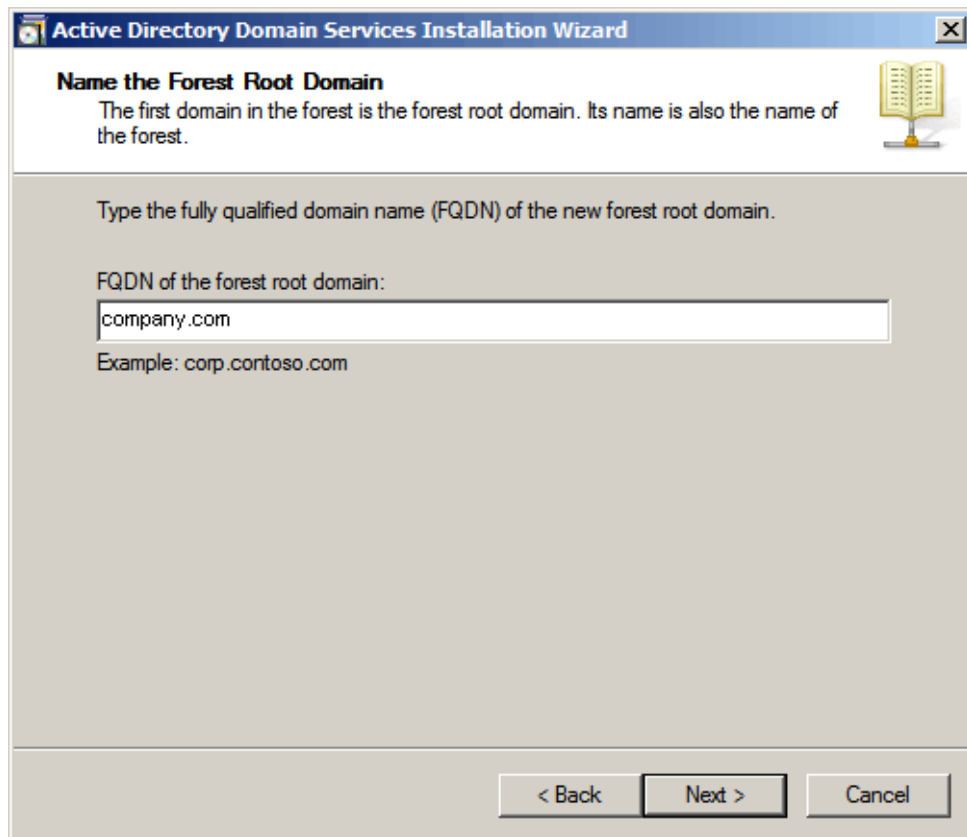 Active Directory Domain Services Installation Wizard
Name the Forest Root Domain
The first domain in the forest is the forest root domain. Its name is also the name of
the forest.
Type the fully qualified domain name (FQDN) of the new forest root domain.
FQDN of the forest root domain:
company.com
Example: corp.contoso.com
< Back Next > Cancel